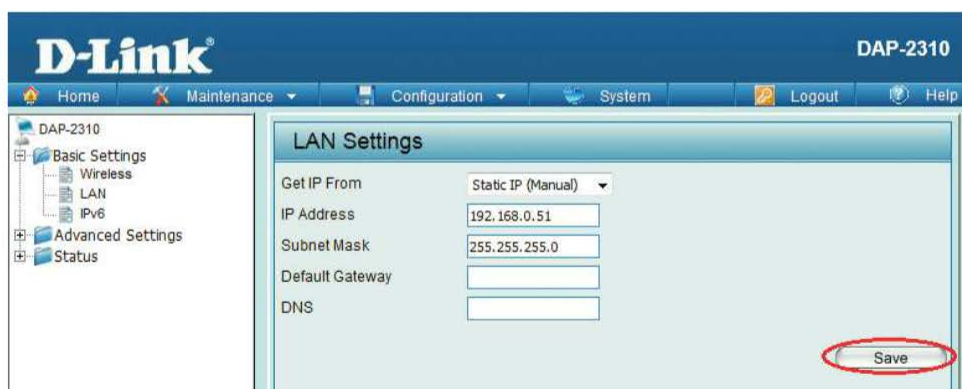 D-Link
DAP-2310
Home Maintenance Configuration System Logout Help
DAP-2310
Basic Settings
Wireless
LAN
IPv6
Advanced Settings
Status
LAN Settings
Get IP From Static IP (Manual)
IP Address 192.168.0.51
Subnet Mask 255.255.255.0
Default Gateway
DNS
Save